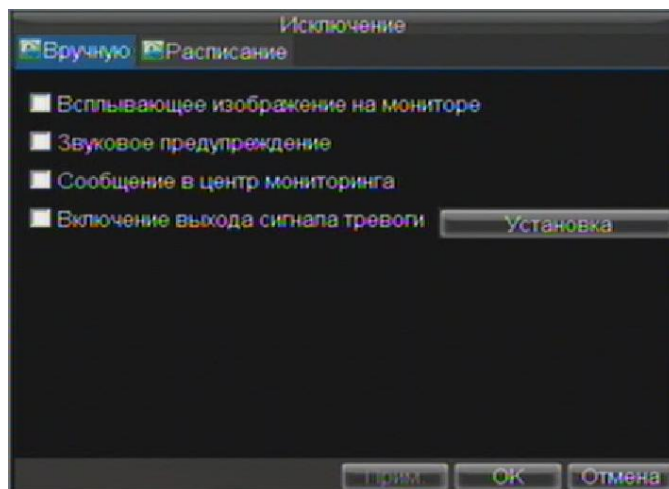 Исключение
Вручную Расписание
Всплывающее изображение на мониторе
Звуковое предупреждение
Сообщение в центр мониторинга
Включение выхода сигнала тревоги Установка
Прим. OK Отмена